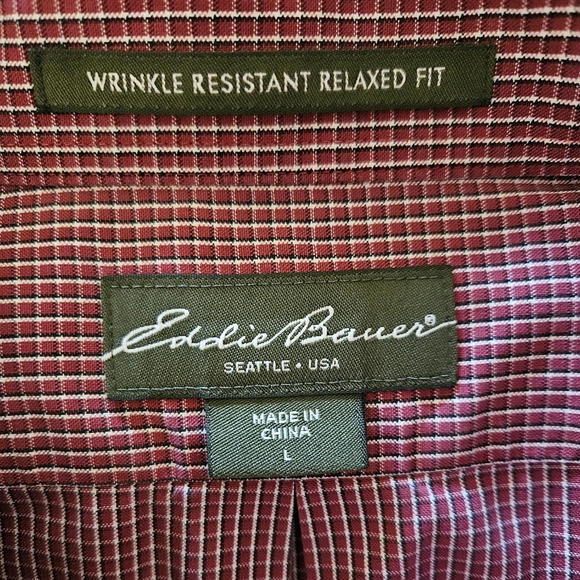 WRINKLE RESISTANT RELAXED FIT
Eddie Bauer®
SEATTLE • USA
MADE IN
CHINA
L